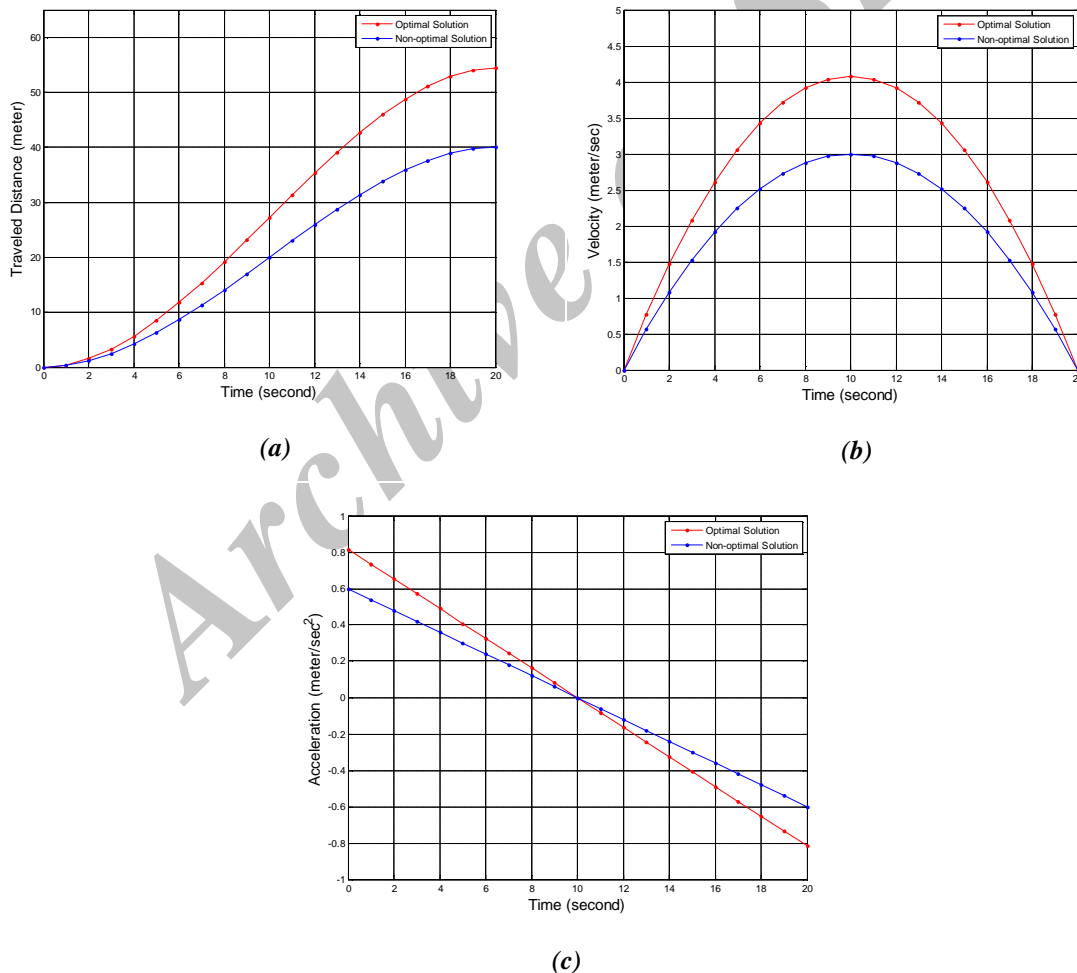 60
50
40
30
20
10
0
0 2 4 6 8 10 12 14 16 18 20
Traveled Distance (meter)
Time (second)
Optimal Solution
Non-optimal Solution
(a)
5
4.5
4
3.5
3
2.5
2
1.5
1
0.5
0
0 2 4 6 8 10 12 14 16 18
Velocity (meter/sec)
Time (second)
Optimal Solution
Non-optimal Solution
(b)
Archive
1
0.8
0.6
0.4
0.2
0
-0.2
-0.4
-0.6
-0.8
-1
0 2 4 6 8 10 12 14 16 18 20
Acceleration (meter/sec²)
Time (second)
Optimal Solution
Non-optimal Solution
(c)